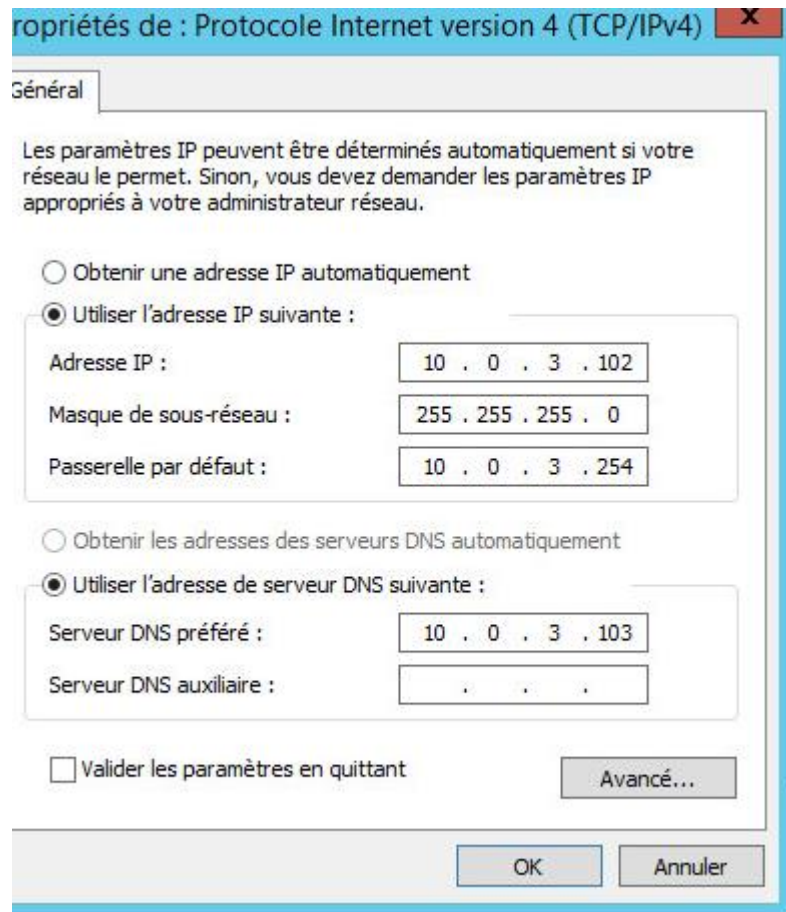 ropriétés de : Protocole Internet version 4 (TCP/IPv4)
x
Général
Les paramètres IP peuvent être déterminés automatiquement si votre
réseau le permet. Sinon, vous devez demander les paramètres IP
appropriés à votre administrateur réseau.
Obtenir une adresse IP automatiquement
Utiliser l'adresse IP suivante :
Adresse IP : 10 . 0 . 3 . 102
Masque de sous-réseau : 255 . 255 . 255 . 0
Passerelle par défaut : 10 . 0 . 3 . 254
Obtenir les adresses des serveurs DNS automatiquement
Utiliser l'adresse de serveur DNS suivante :
Serveur DNS préféré : 10 . 0 . 3 . 103
Serveur DNS auxiliaire : . . .
Valider les paramètres en quittant
Avancé...
OK Annuler